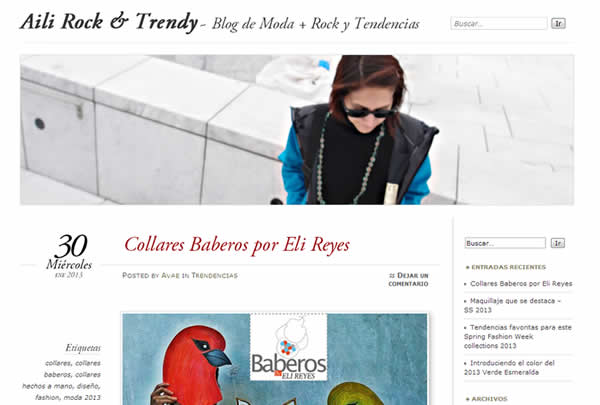 Aili Rock & Trendy - Blog de Moda + Rock y Tendencias
Buscar...
Ir
30
Miércoles
ENE 2013
Collares Baberos por Eli Reyes
POSTED BY AVAE IN TRENDENCIAS
DEJAR UN
COMENTARIO
Etiquetas
collares, collares
baberos, collares
hechos a mano, diseño,
fashion, moda 2013
Baberos
ELI REYES
Buscar...
Ir
ENTRADAS RECIENTES
Collares Baberos por Eli Reyes
Maquillaje que se destaca –
SS 2013
Tendencias favoritas para este
Spring Fashion Week
collections 2013
Introduciendo el color del
2013 Verde Esmeralda
ARCHIVOS